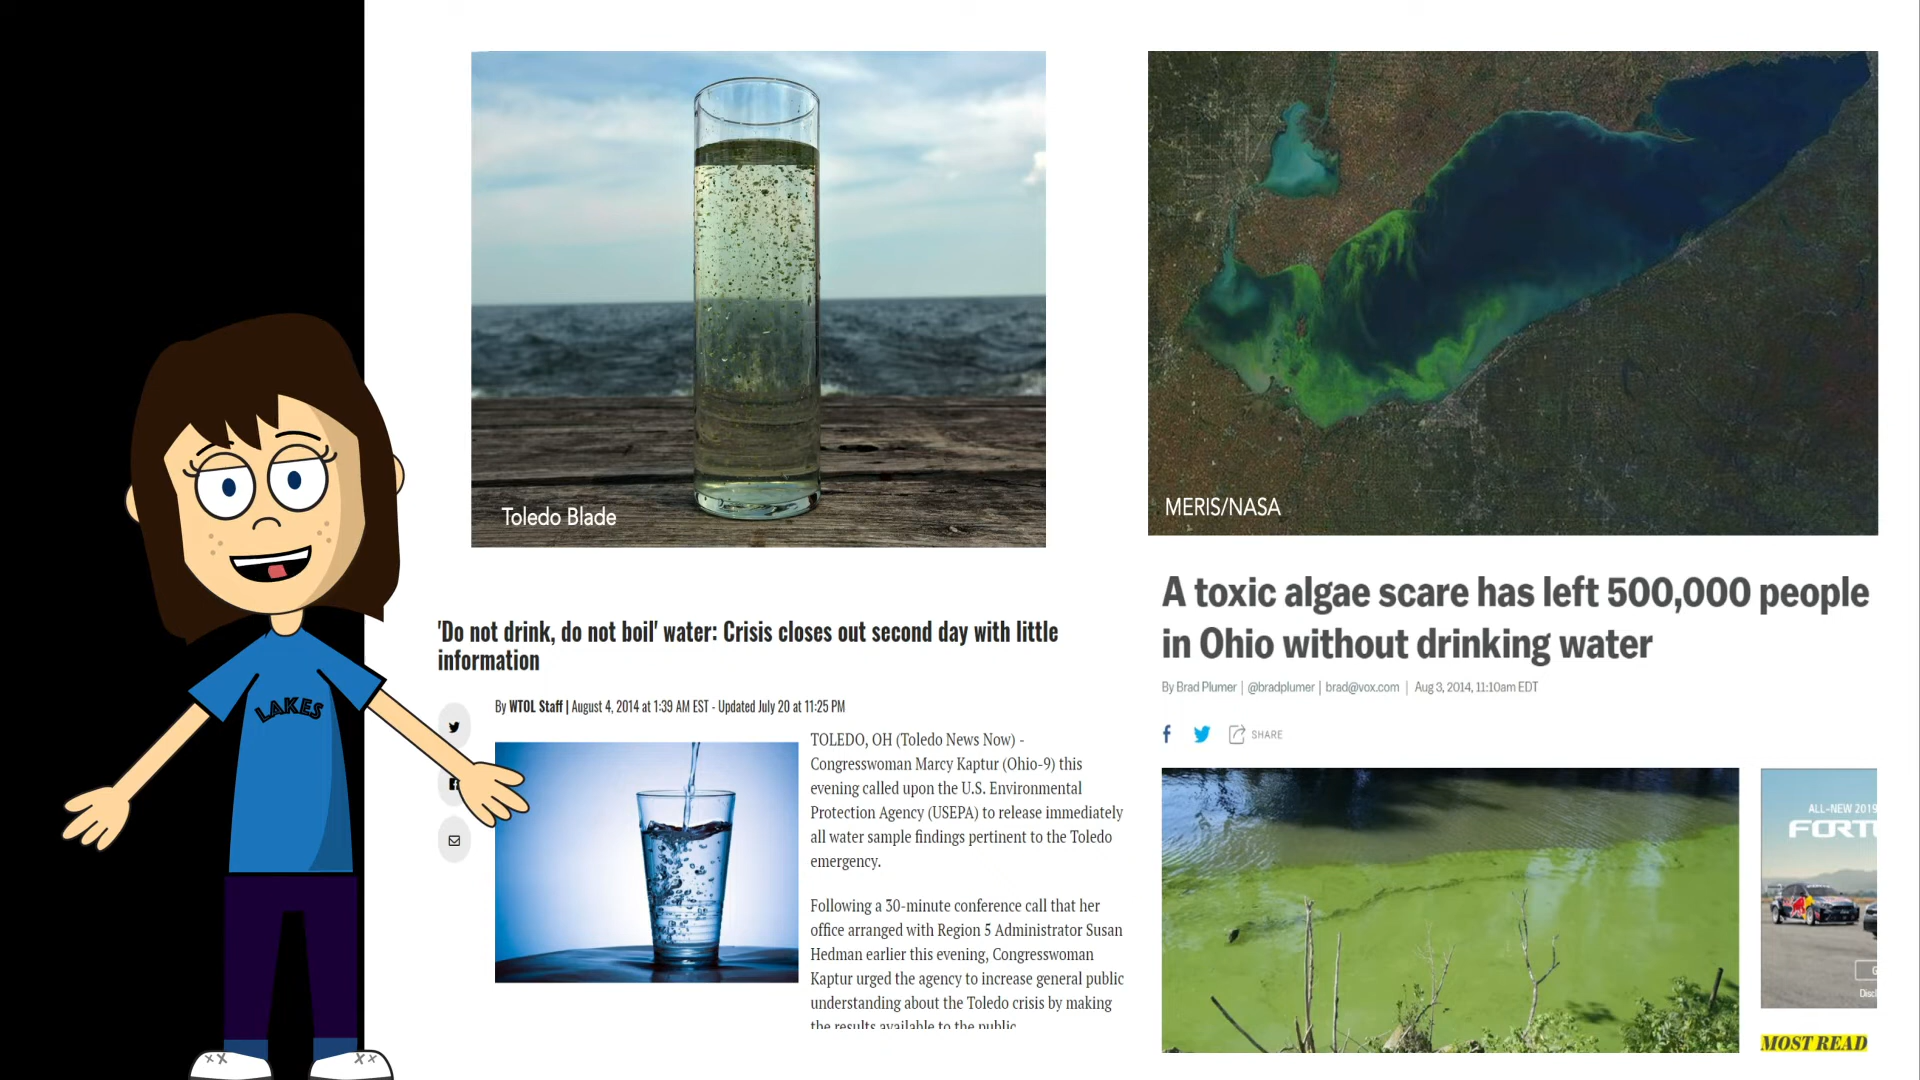 Toledo Blade
MERIS/NASA
LAKES
'Do not drink, do not boil' water: Crisis closes out second day with little
information
By WTOL Staff | August 4, 2014 at 1:39 AM EST - Updated July 20 at 11:25 PM
TOLEDO, OH (Toledo News Now) -
Congresswoman Marcy Kaptur (Ohio-9) this
evening called upon the U.S. Environmental
Protection Agency (USEPA) to release immediately
all water sample findings pertinent to the Toledo
emergency.
Following a 30-minute conference call that her
office arranged with Region 5 Administrator Susan
Hedman earlier this evening, Congresswoman
Kaptur urged the agency to increase general public
understanding about the Toledo crisis by making
the results available to the public.
A toxic algae scare has left 500,000 people
in Ohio without drinking water
By Brad Plumer | @bradplumer | brad@vox.com | Aug 3, 2014, 11:10am EDT
SHARE
ALL-NEW 2019
MOST READ